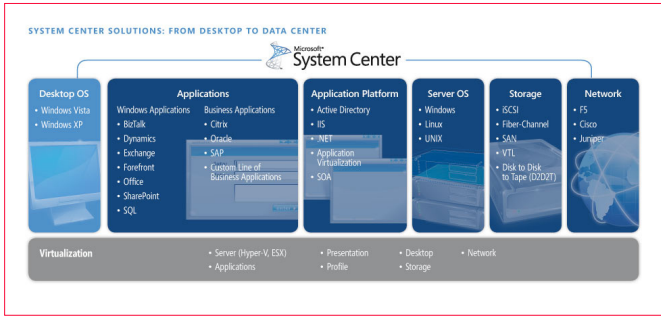 SYSTEM CENTER SOLUTIONS: FROM DESKTOP TO DATA CENTER
Microsoft®
System Center
Desktop OS
• Windows Vista
• Windows XP
Applications
Windows Applications
• BizTalk
• Dynamics
• Exchange
• Forefront
• Office
• SharePoint
• SQL
Business Applications
• Citrix
• Oracle
• SAP
• Custom Line of
Business Applications
Application Platform
• Active Directory
• IIS
• .NET
• Application
Virtualization
• SOA
Server OS
• Windows
• Linux
• UNIX
Storage
• iSCSI
• Fiber-Channel
• SAN
• VTL
• Disk to Disk
to Tape (D2D2T)
Network
• F5
• Cisco
• Juniper
Virtualization
• Server (Hyper-V, ESX)
• Applications
• Presentation
• Profile
• Desktop
• Storage
• Network